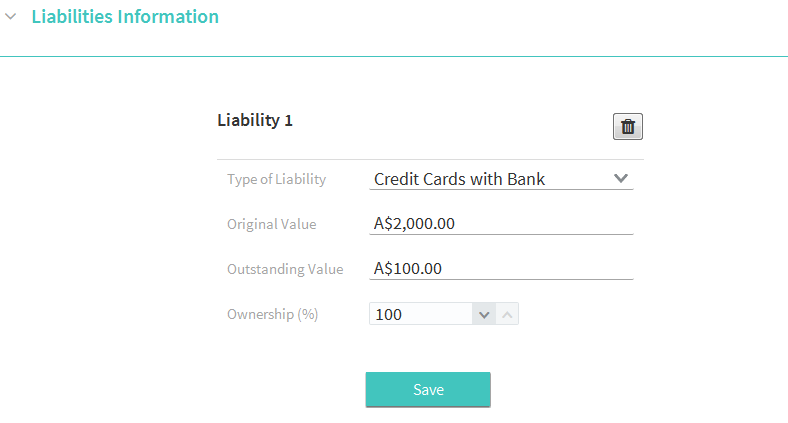 Liabilities Information
Liability 1
Type of Liability Credit Cards with Bank
Original Value A$2,000.00
Outstanding Value A$100.00
Ownership (%) 100
Save